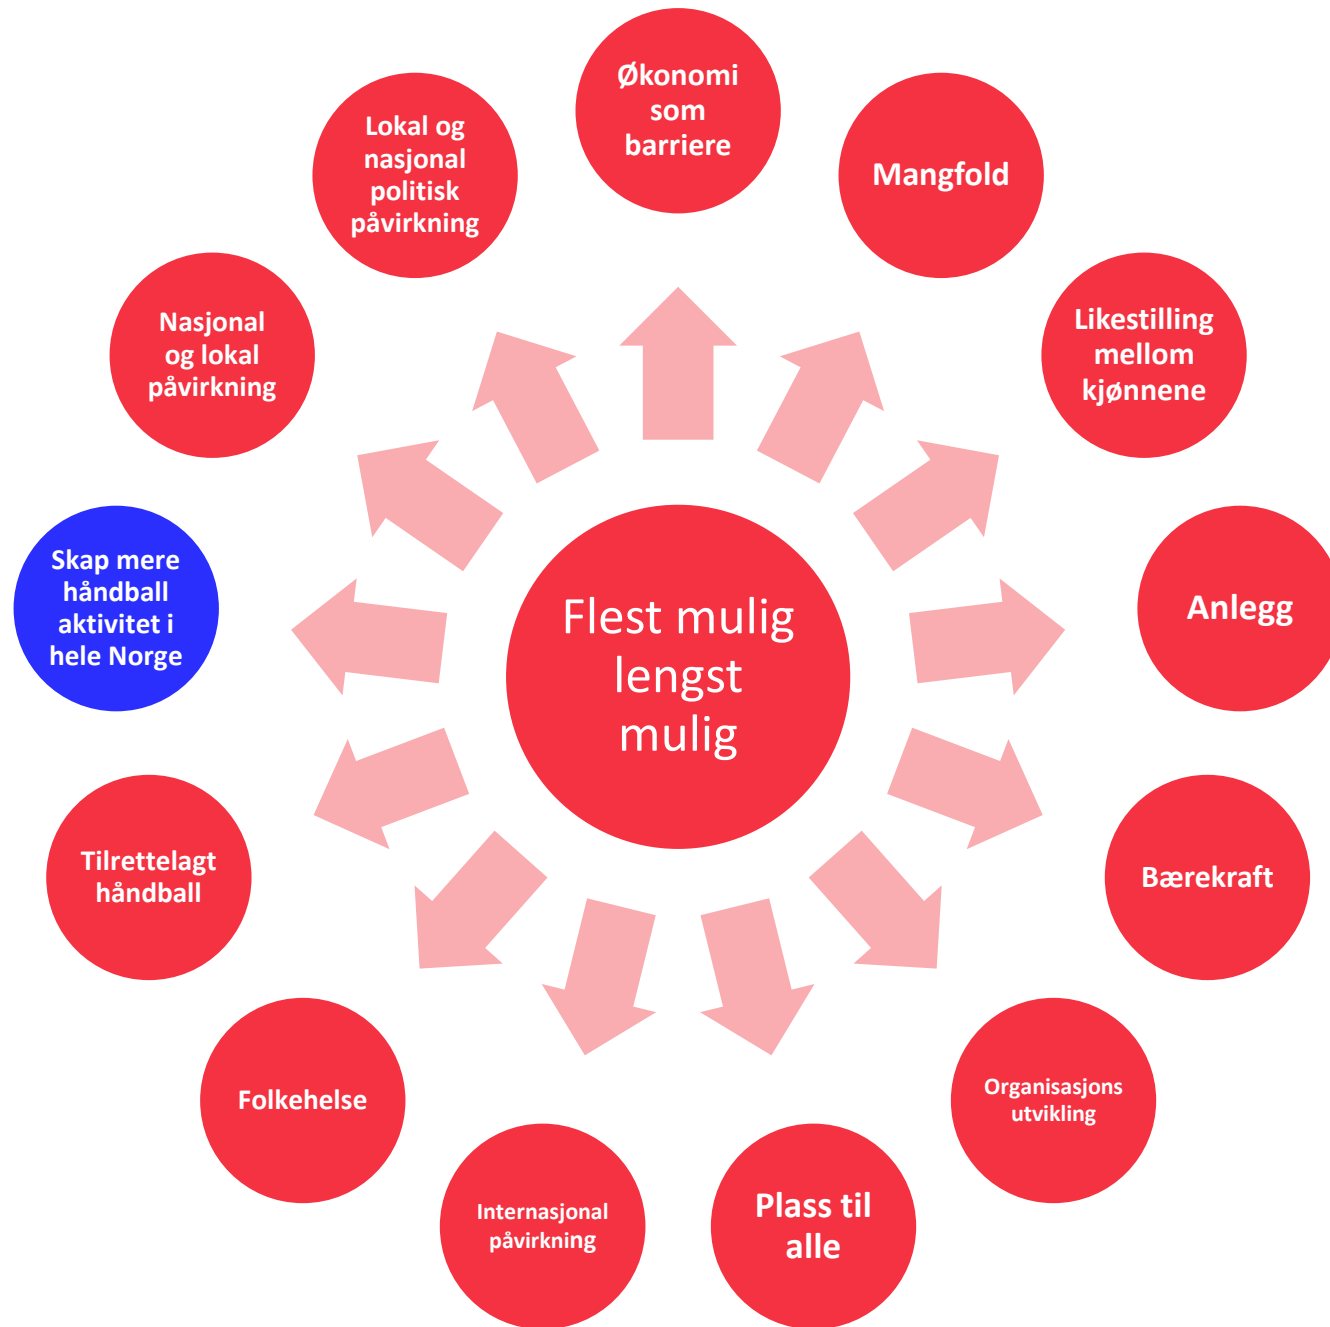 Økonomi
som
barriere
Mangfold
Likestilling
mellom
kjønnene
Anlegg
Bærekraft
Organisasjons
utvikling
Plass til
alle
Internasjonal
påvirkning
Folkehelse
Tilrettelagt
håndball
Skap mere
håndball
aktivitet i
hele Norge
Nasjonal
og lokal
påvirkning
Lokal og
nasjonal
politisk
påvirkning
Flest mulig
lengst
mulig